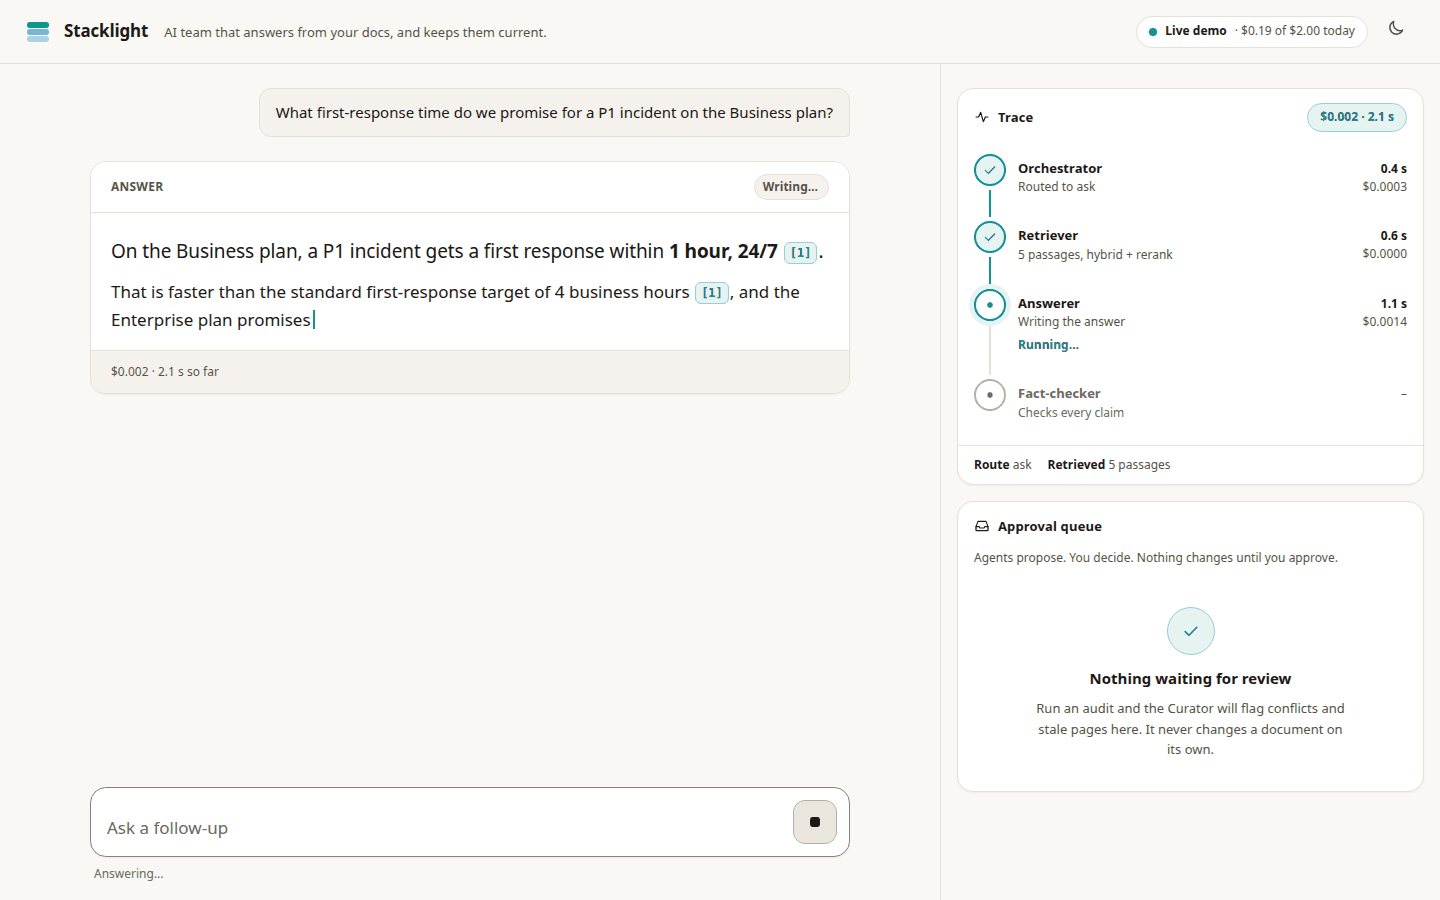 Stacklight
AI team that answers from your docs, and keeps them current.
Live demo · $0.19 of $2.00 today
What first-response time do we promise for a P1 incident on the Business plan?
ANSWER
Writing...
On the Business plan, a P1 incident gets a first response within 1 hour, 24/7 [1].
That is faster than the standard first-response target of 4 business hours [1], and the
Enterprise plan promises
$0.002 · 2.1 s so far
Ask a follow-up
Answering...
Trace
$0.002 · 2.1 s
Orchestrator 0.4 s
Routed to ask $0.0003
Retriever 0.6 s
5 passages, hybrid + rerank $0.0000
Answerer 1.1 s
Writing the answer $0.0014
Running...
Fact-checker –
Checks every claim
Route ask Retrieved 5 passages
Approval queue
Agents propose. You decide. Nothing changes until you approve.
Nothing waiting for review
Run an audit and the Curator will flag conflicts and
stale pages here. It never changes a document on
its own.